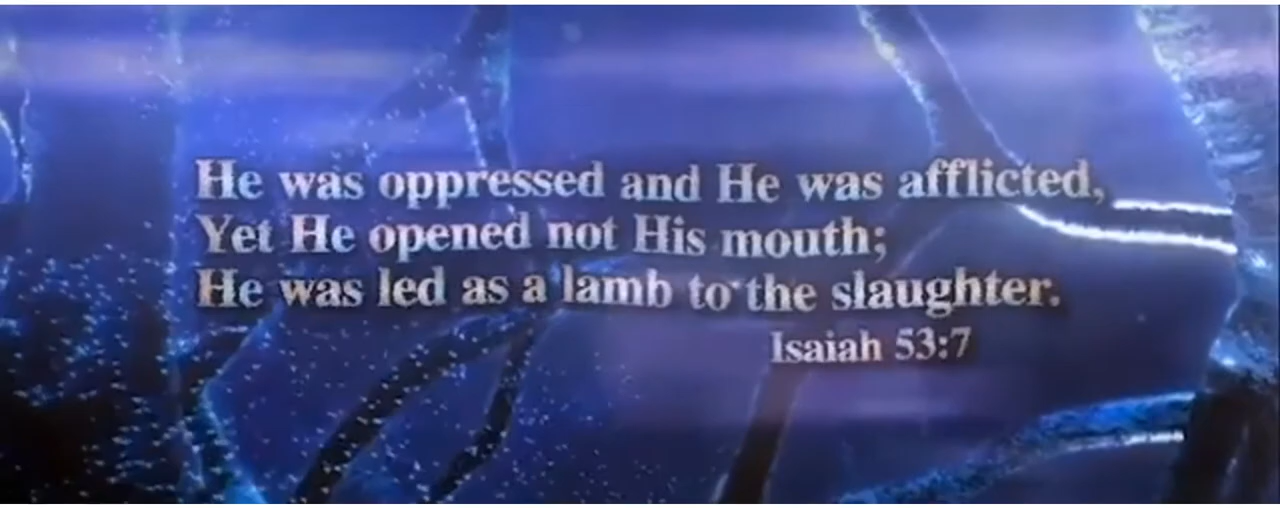 He was oppressed and He was afflicted,
Yet He opened not His mouth;
He was led as a lamb to the slaughter.
Isaiah 53:7